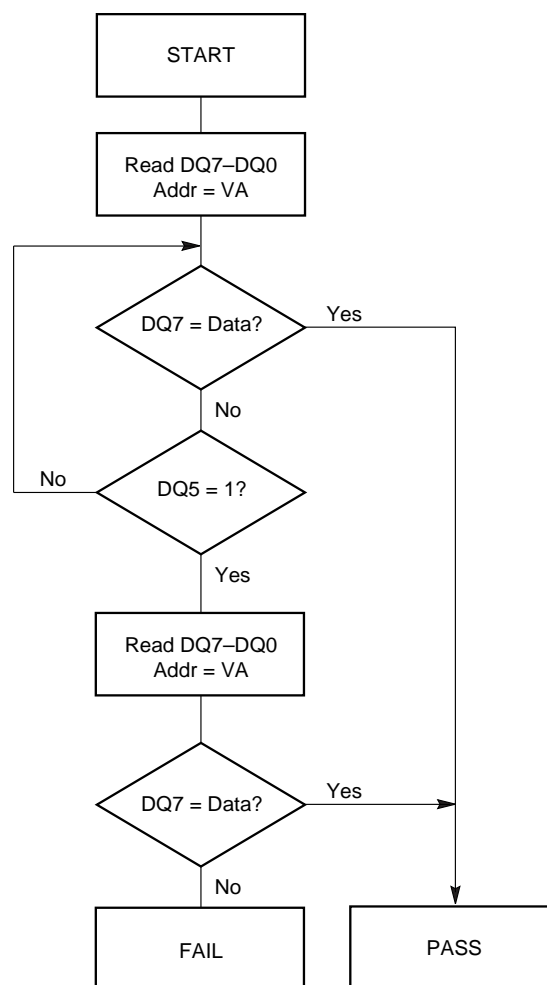 START
Read DQ7–DQ0
Addr = VA
DQ7 = Data?
Yes
No
No
DQ5 = 1?
Yes
Read DQ7–DQ0
Addr = VA
DQ7 = Data?
Yes
No
FAIL
PASS